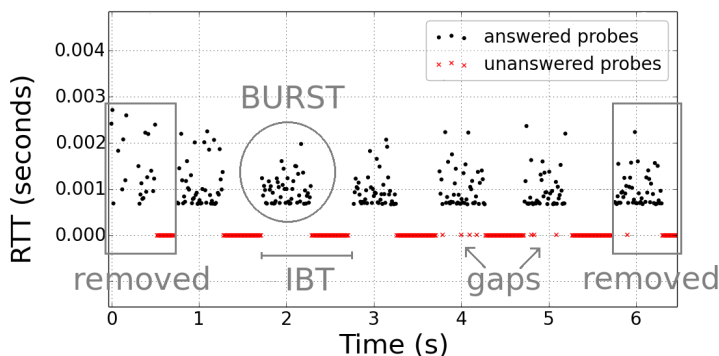 answered probes
unanswered probes
BURST
RTT (seconds)
0.004
0.003
0.002
0.001
0.000
removed
IBT
gaps
removed
0 1 2 3 4 5 6
Time (s)